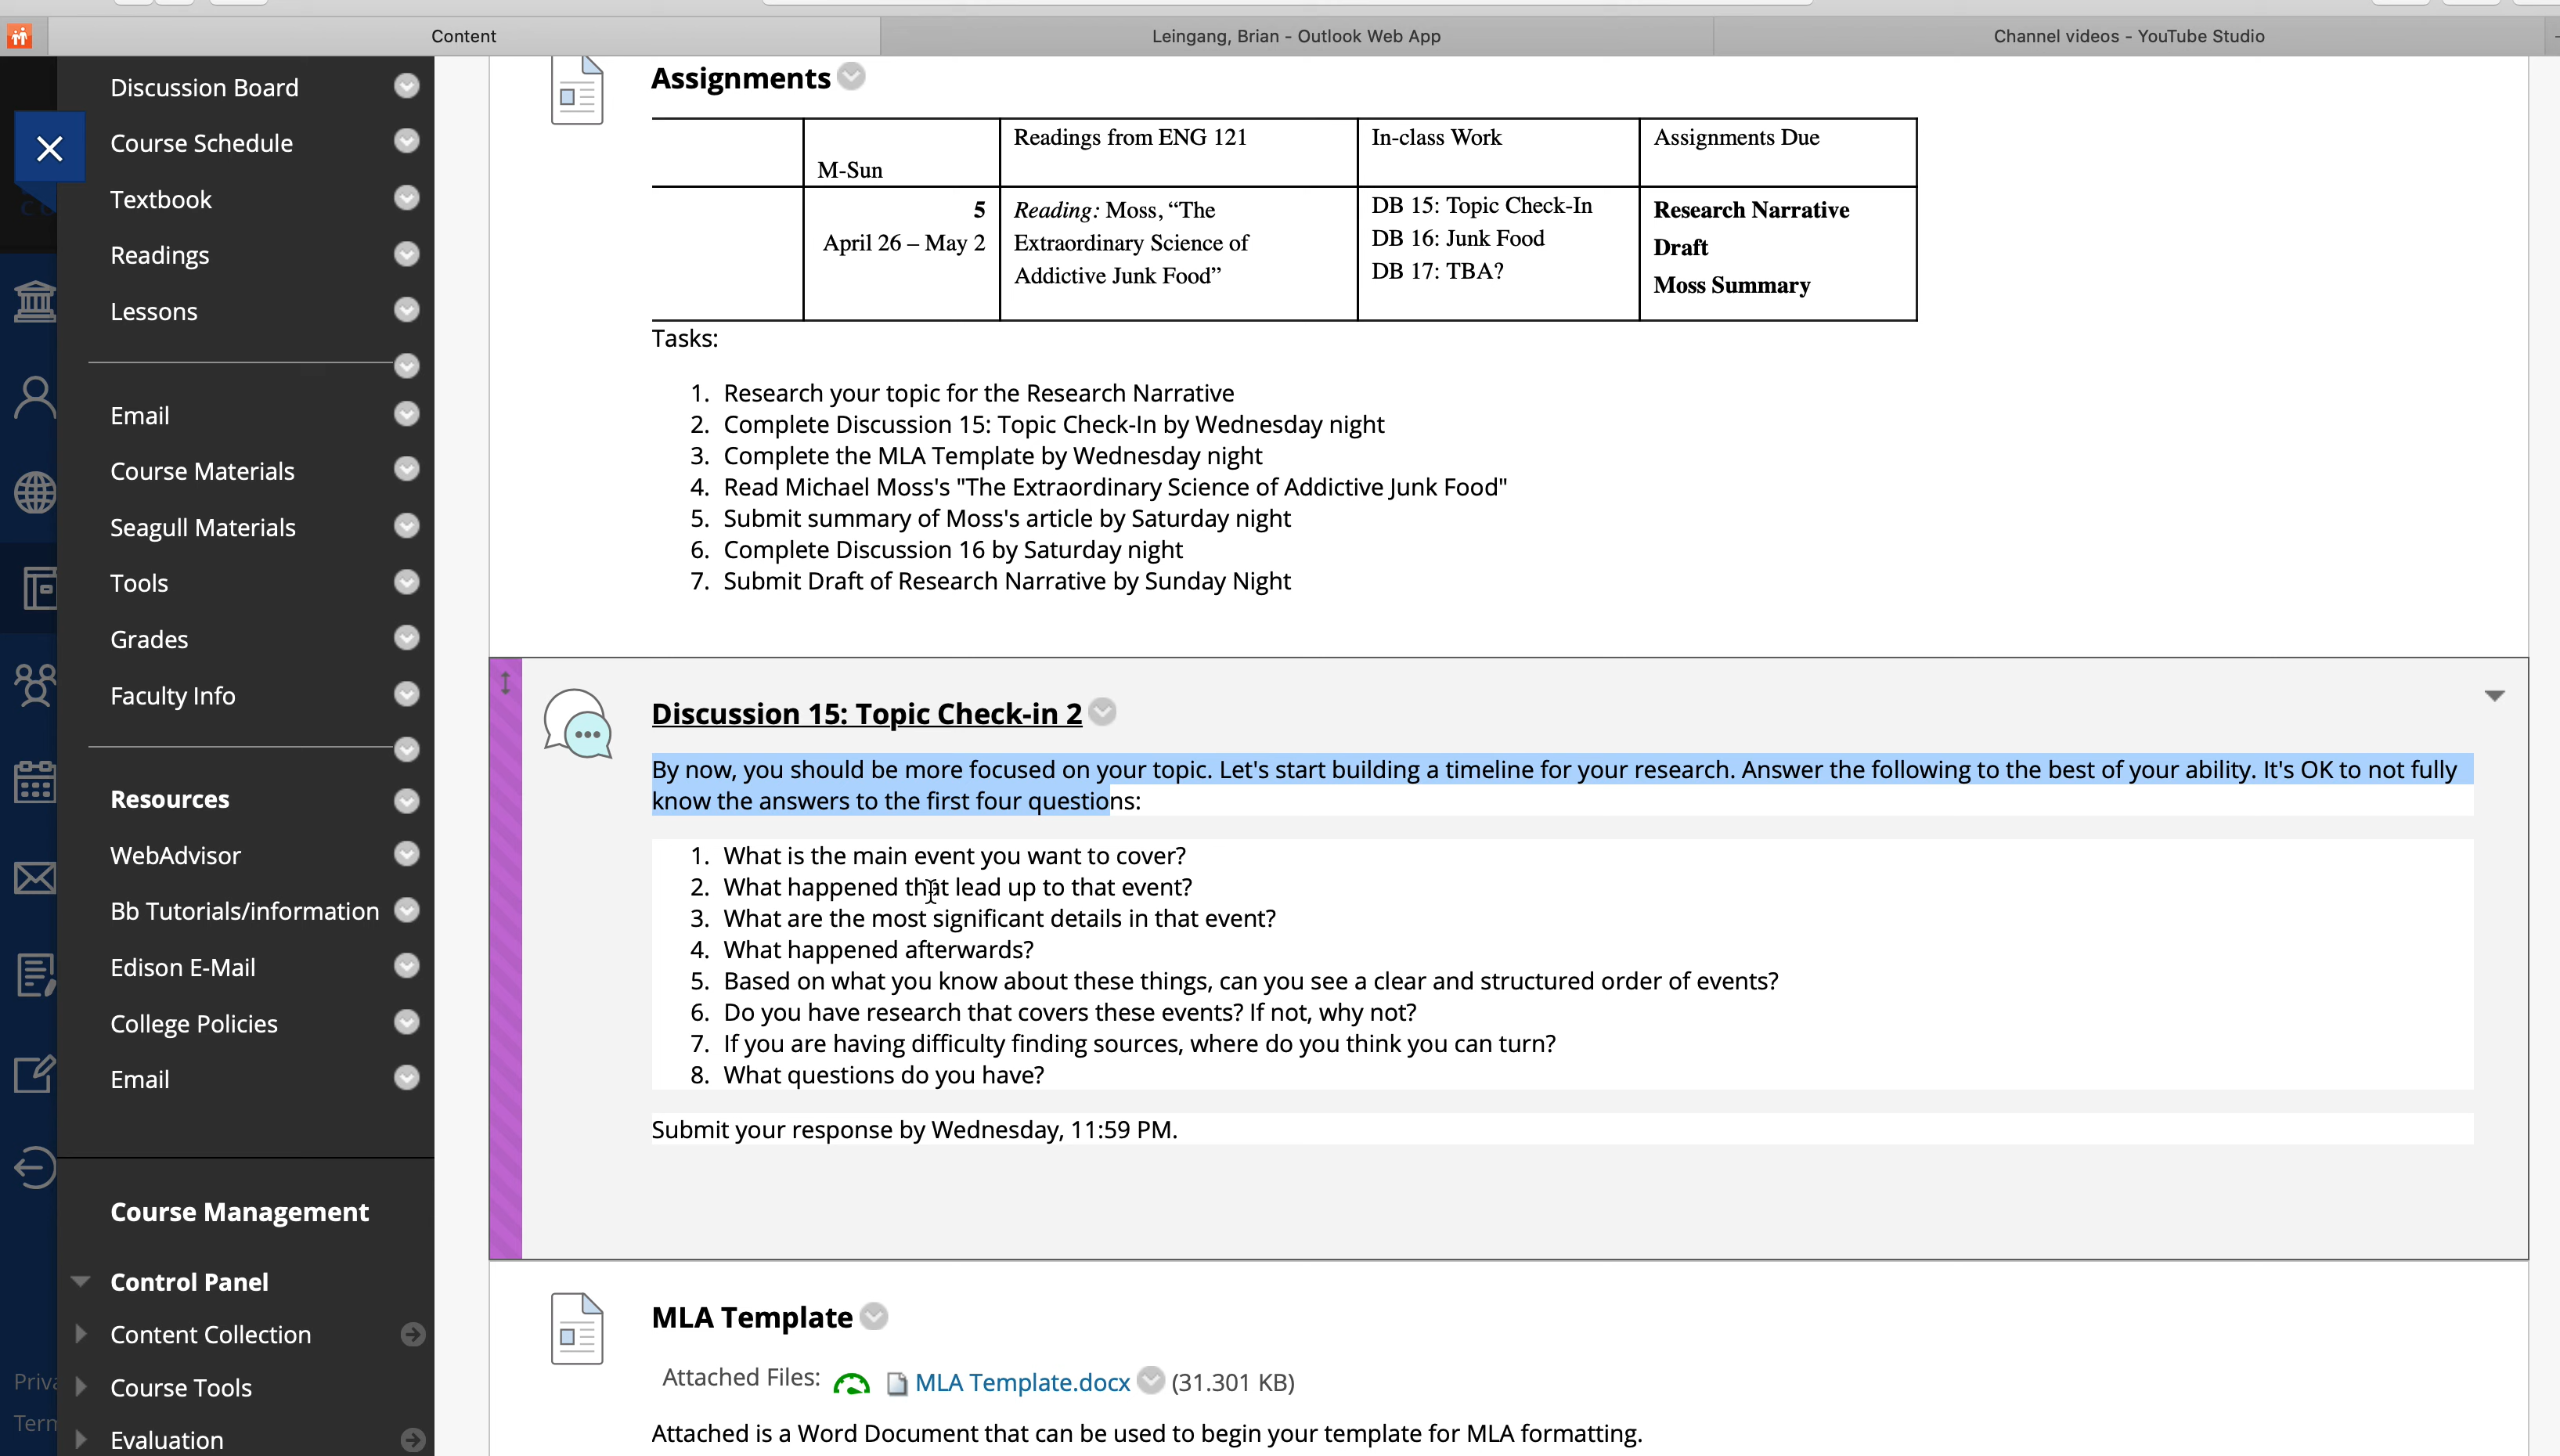 Content
Leingang, Brian - Outlook Web App
Channel videos - YouTube Studio
Discussion Board
Course Schedule
Textbook
Readings
Lessons
Email
Course Materials
Seagull Materials
Tools
Grades
Faculty Info
Resources
WebAdvisor
Bb Tutorials/information
Edison E-Mail
College Policies
Email
Course Management
Control Panel
Content Collection
Course Tools
Evaluation
Assignments
M-Sun
Readings from ENG 121
In-class Work
Assignments Due
5
April 26 – May 2
Reading: Moss, “The
Extraordinary Science of
Addictive Junk Food”
DB 15: Topic Check-In
DB 16: Junk Food
DB 17: TBA?
Research Narrative
Draft
Moss Summary
Tasks:
1. Research your topic for the Research Narrative
2. Complete Discussion 15: Topic Check-In by Wednesday night
3. Complete the MLA Template by Wednesday night
4. Read Michael Moss's "The Extraordinary Science of Addictive Junk Food"
5. Submit summary of Moss's article by Saturday night
6. Complete Discussion 16 by Saturday night
7. Submit Draft of Research Narrative by Sunday Night
Discussion 15: Topic Check-in 2
By now, you should be more focused on your topic. Let's start building a timeline for your research. Answer the following to the best of your ability. It's OK to not fully
know the answers to the first four questions:
1. What is the main event you want to cover?
2. What happened that lead up to that event?
3. What are the most significant details in that event?
4. What happened afterwards?
5. Based on what you know about these things, can you see a clear and structured order of events?
6. Do you have research that covers these events? If not, why not?
7. If you are having difficulty finding sources, where do you think you can turn?
8. What questions do you have?
Submit your response by Wednesday, 11:59 PM.
MLA Template
Attached Files: MLA Template.docx (31.301 KB)
Attached is a Word Document that can be used to begin your template for MLA formatting.